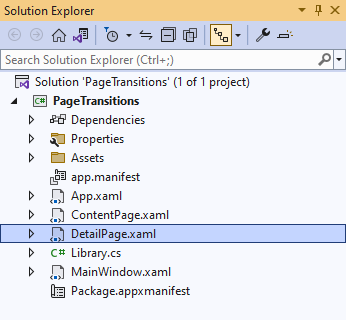 Solution Explorer
Search Solution Explorer (Ctrl+;)
Solution 'PageTransitions' (1 of 1 project)
C# PageTransitions
Dependencies
Properties
Assets
app.manifest
App.xaml
ContentPage.xaml
DetailPage.xaml
C# Library.cs
MainWindow.xaml
Package.appxmanifest